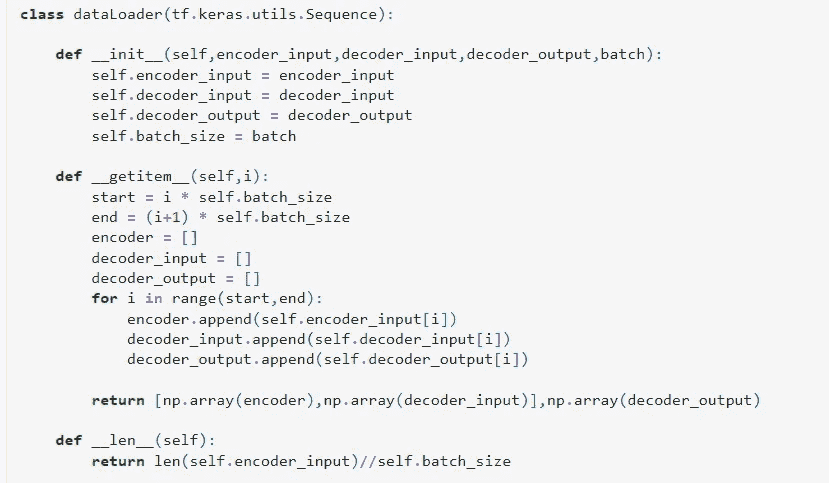 class dataLoader(tf.keras.utils.Sequence):
def __init__(self,encoder_input,decoder_input,decoder_output,batch):
self.encoder_input = encoder_input
self.decoder_input = decoder_input
self.decoder_output = decoder_output
self.batch_size = batch
def __getitem__(self,i):
start = i * self.batch_size
end = (i+1) * self.batch_size
encoder = []
decoder_input = []
decoder_output = []
for i in range(start,end):
encoder.append(self.encoder_input[i])
decoder_input.append(self.decoder_input[i])
decoder_output.append(self.decoder_output[i])
return [np.array(encoder),np.array(decoder_input)],np.array(decoder_output)
def __len__(self):
return len(self.encoder_input)//self.batch_size